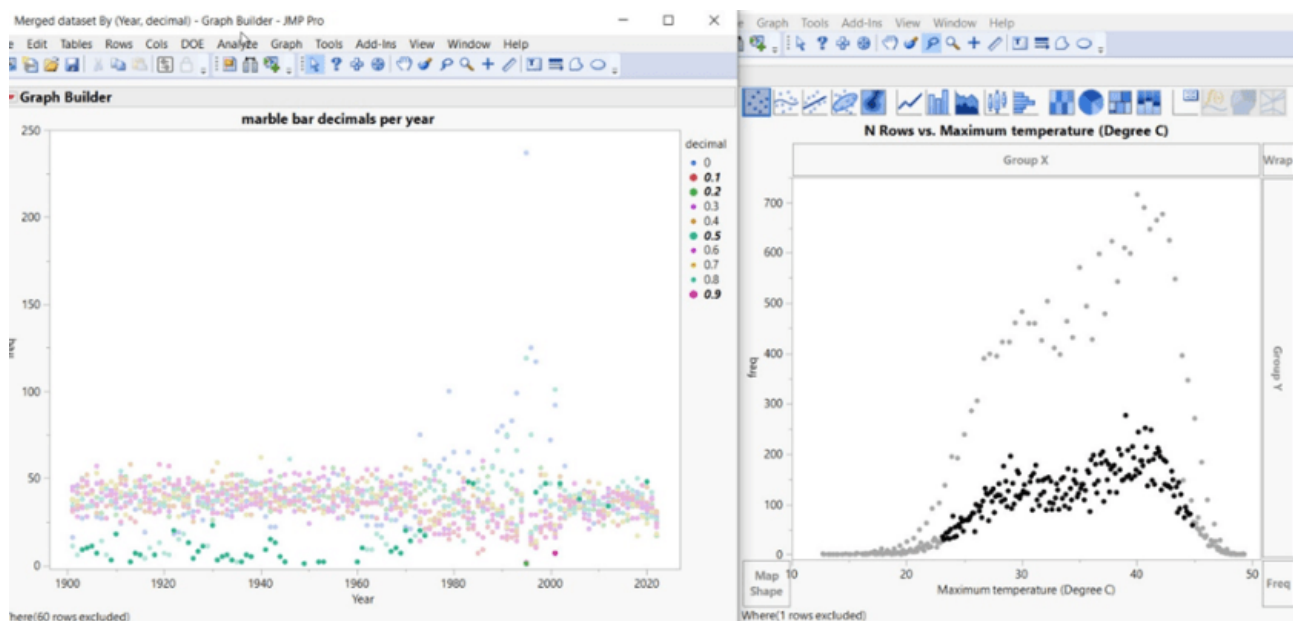 Merged dataset By (Year, decimal) - Graph Builder - JMP Pro
e Edit Tables Rows Cols DOE Analyze Graph Tools Add-Ins View Window Help
Graph Builder
marble bar decimals per year
250
200
150
100
50
0
freq
1900 1920 1940 1960 1980 2000 2020
Year
decimal
0
0.1
0.2
0.3
0.4
0.5
0.6
0.7
0.8
0.9
here(60 rows excluded)
e Graph Tools Add-Ins View Window Help
N Rows vs. Maximum temperature (Degree C)
Group X
Wrap
700
600
500
400
300
200
100
0
freq
Group Y
Map
Shape
10 20 30 40 50
Maximum temperature (Degree C)
Freq
Where(1 rows excluded)